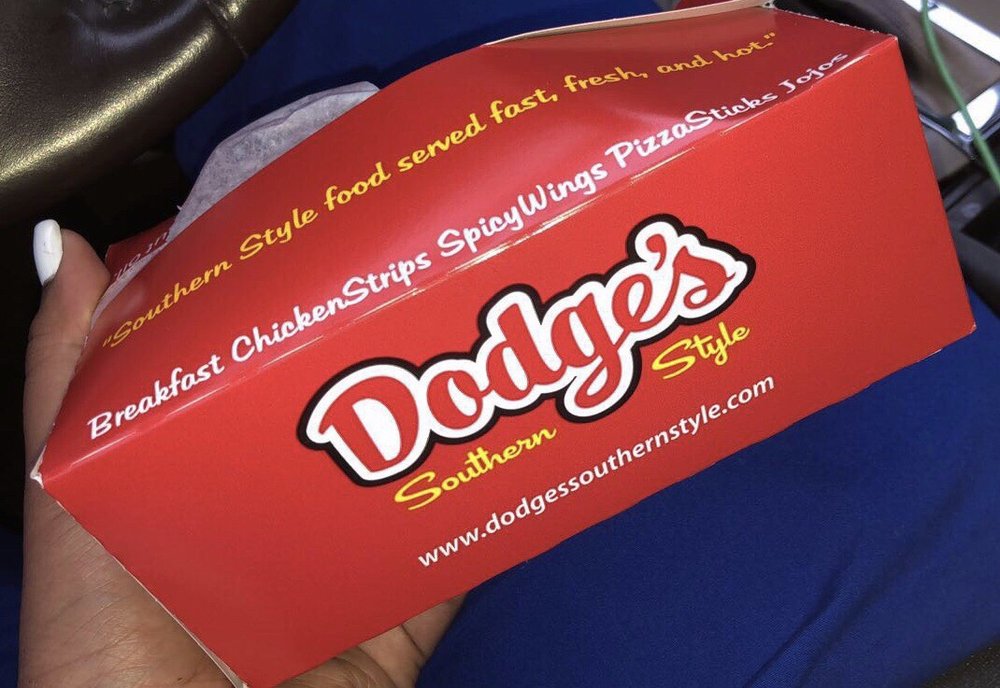 "Southern Style food served fast, fresh, and hot."
Breakfast ChickenStrips SpicyWings PizzaSticks Jojos
Dodge's
Southern Style
www.dodgessouthernstyle.com